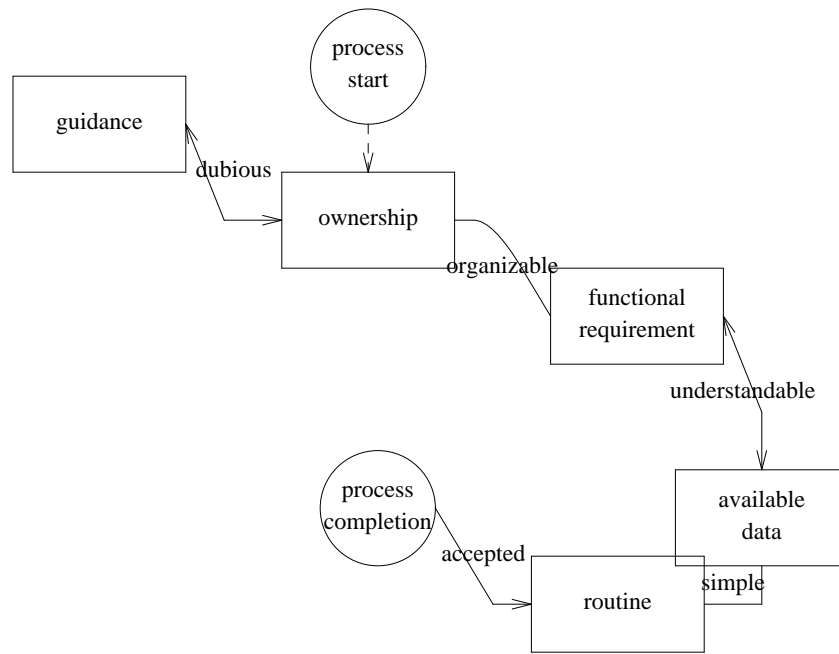 process
start
guidance
dubious
ownership
organizable
functional
requirement
understandable
process
completion
available
data
accepted
simple
routine